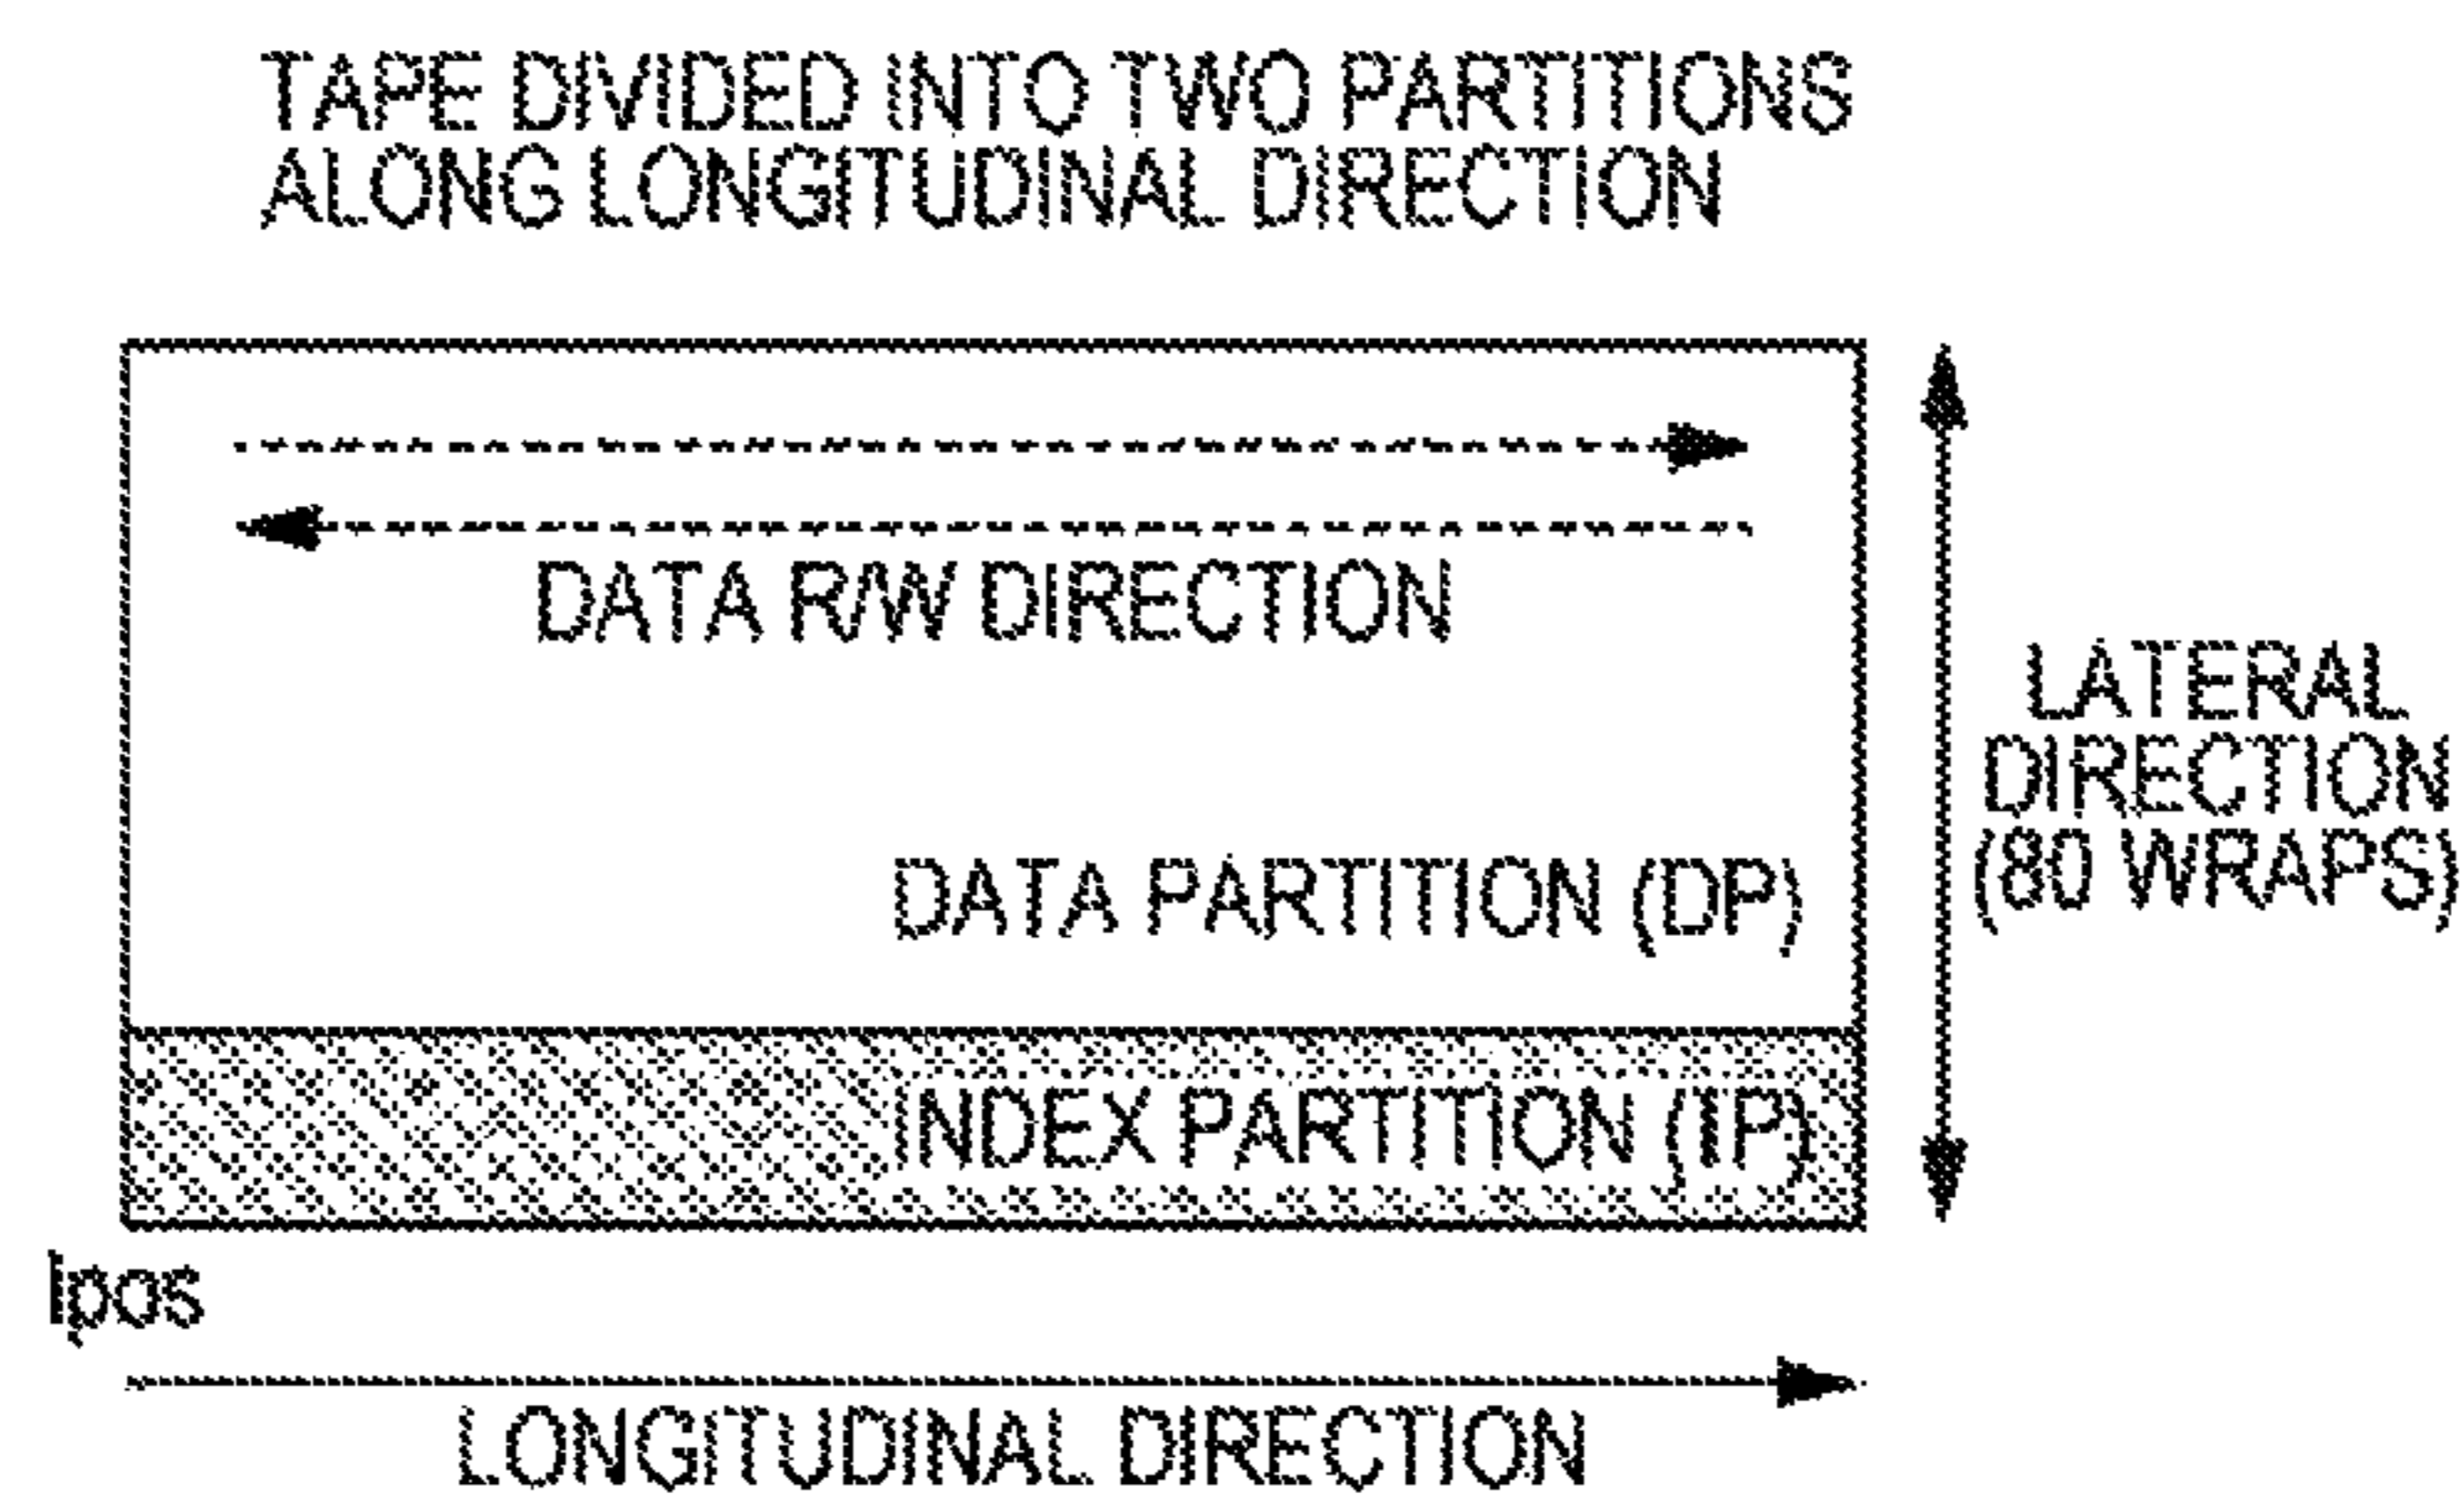 TAPE DIVIDED INTO TWO PARTITIONS
ALONG LONGITUDINAL DIRECTION
DATA R/W DIRECTION
LATERAL
DIRECTION
(80 WRAPS)
DATA PARTITION (DP)
INDEX PARTITION (IP)
lpos
LONGITUDINAL DIRECTION